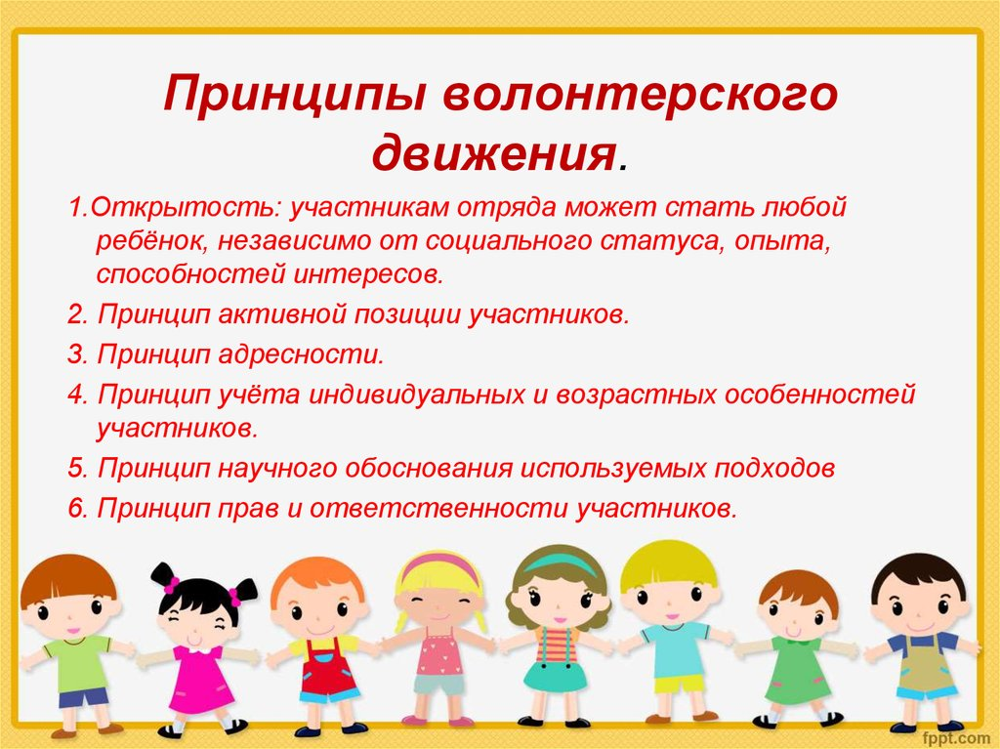 Принципы волонтерского
движения.
1.Открытость: участникам отряда может стать любой
ребёнок, независимо от социального статуса, опыта,
способностей интересов.
2. Принцип активной позиции участников.
3. Принцип адресности.
4. Принцип учёта индивидуальных и возрастных особенностей
участников.
5. Принцип научного обоснования используемых подходов
6. Принцип прав и ответственности участников.
fppt.com